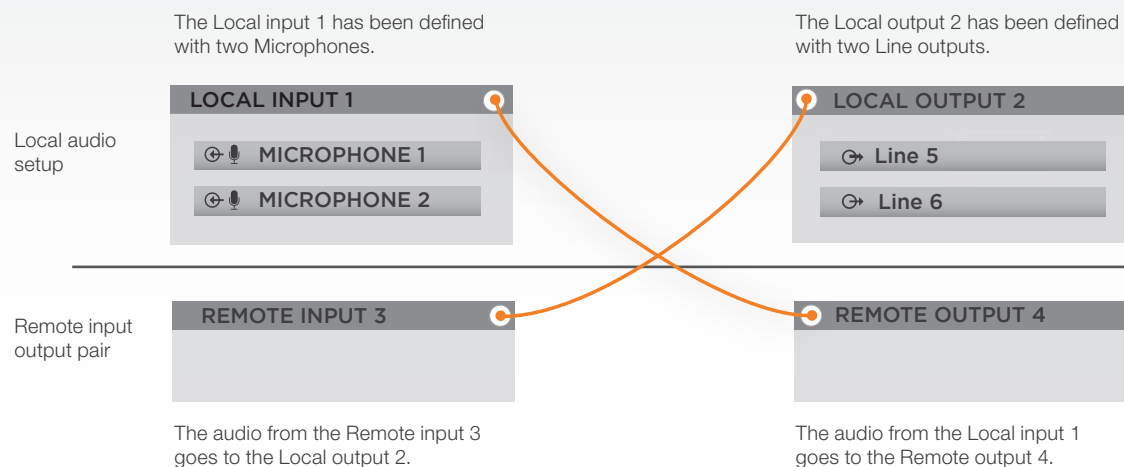 The Local input 1 has been defined
with two Microphones.
The Local output 2 has been defined
with two Line outputs.
Local audio
setup
LOCAL INPUT 1
MICROPHONE 1
MICROPHONE 2
LOCAL OUTPUT 2
Line 5
Line 6
Remote input
output pair
REMOTE INPUT 3
REMOTE OUTPUT 4
The audio from the Remote input 3
goes to the Local output 2.
The audio from the Local input 1
goes to the Remote output 4.